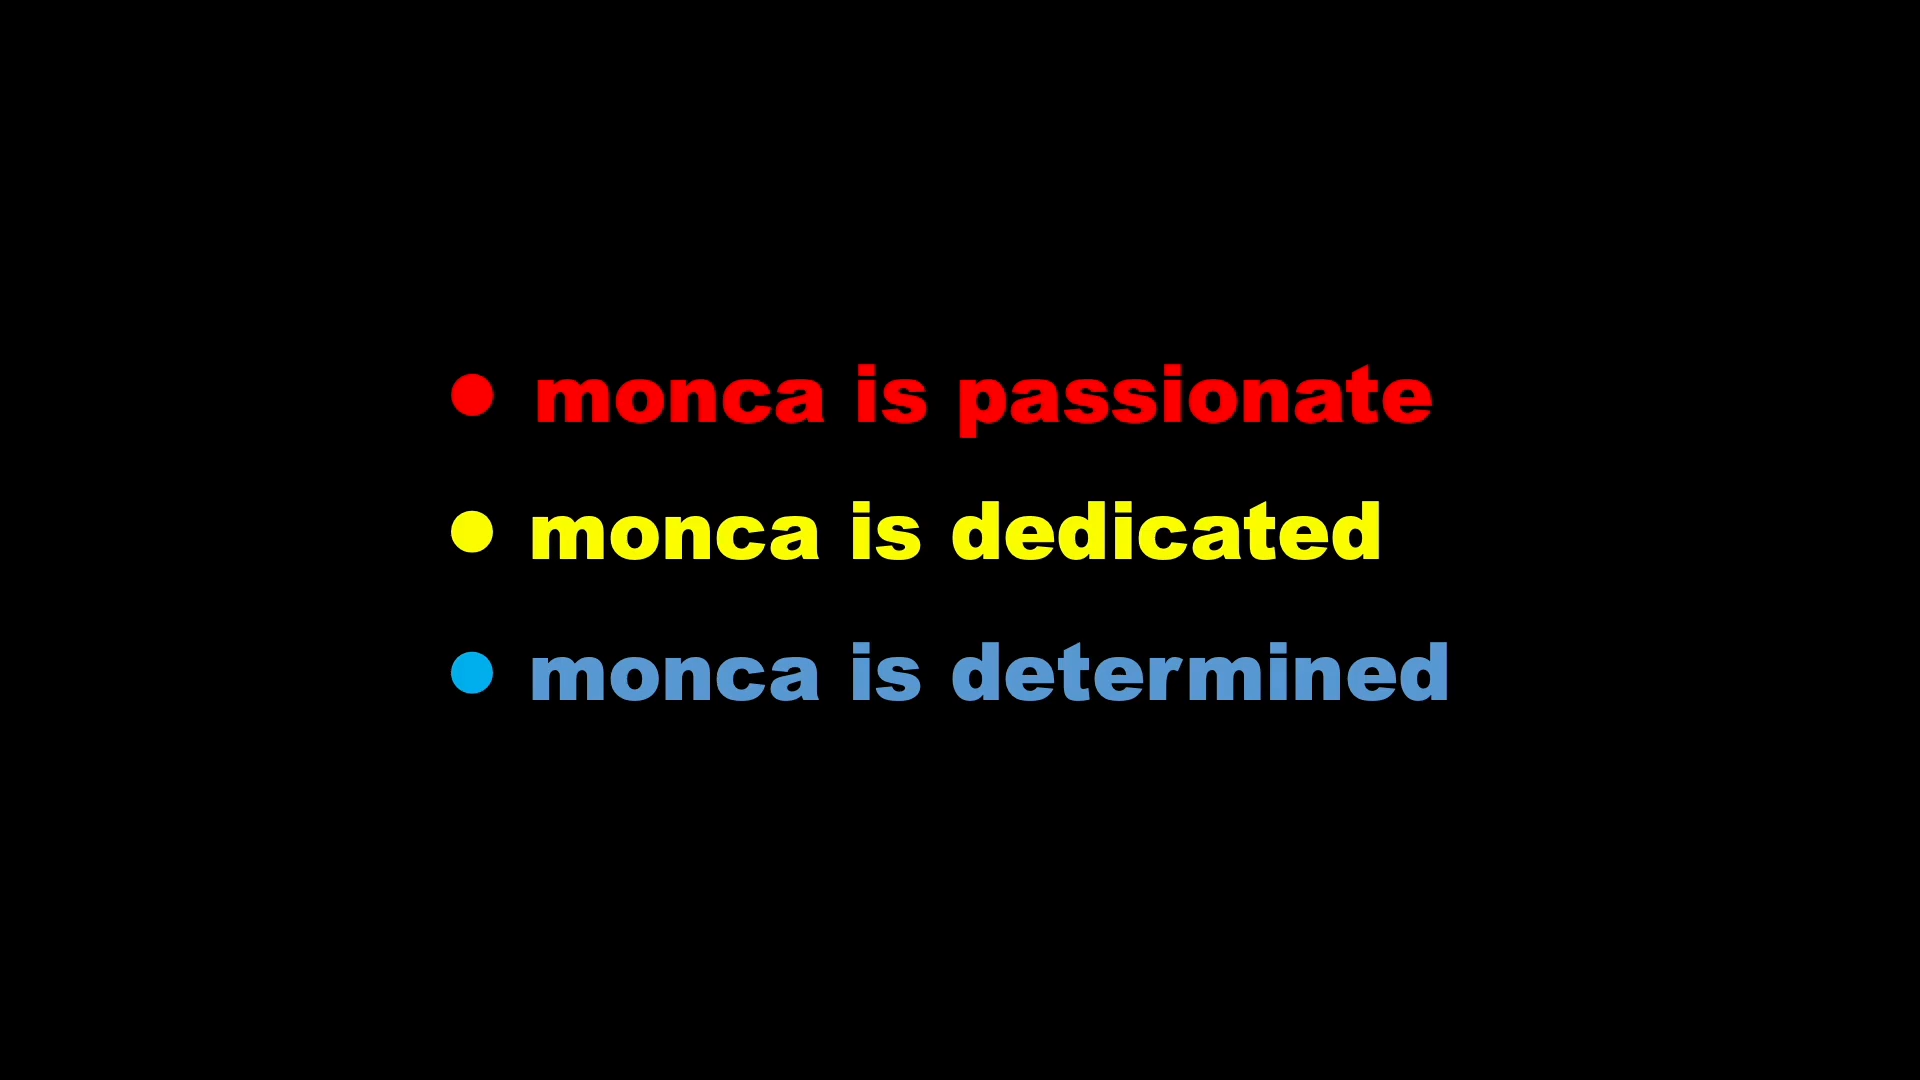 ● monca is passionate
● monca is dedicated
● monca is determined